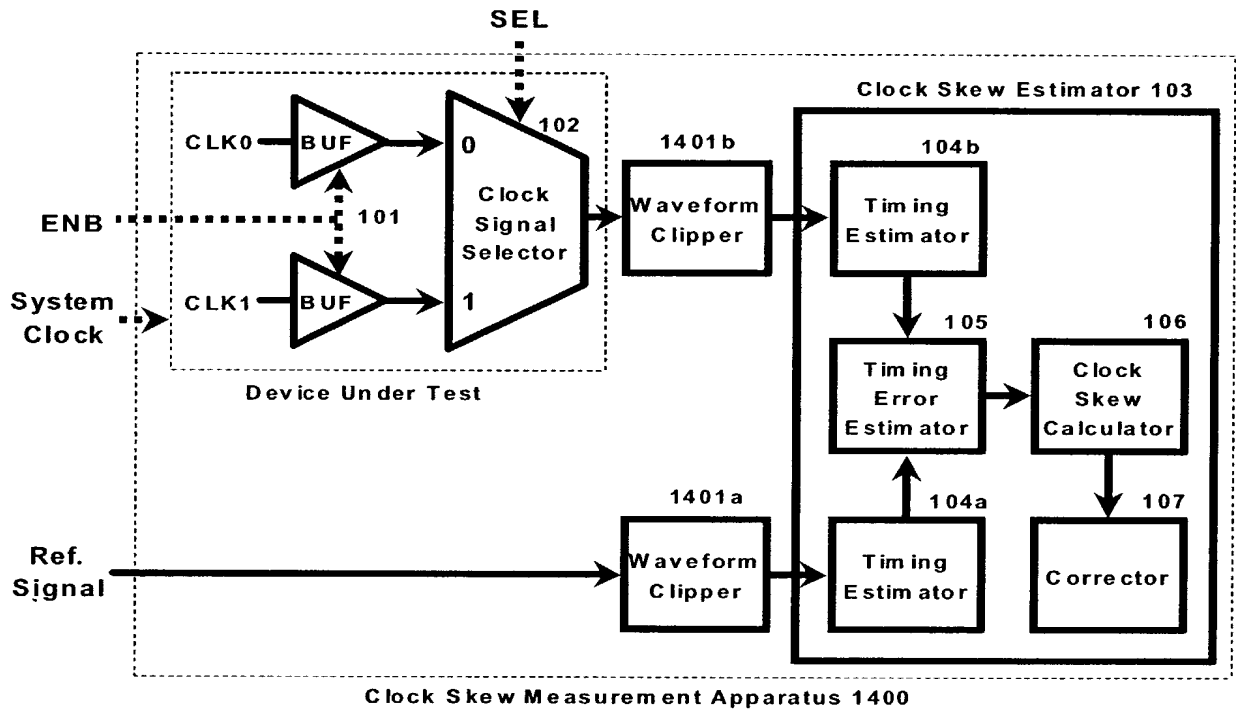 SEL
Clock Skew Estimator 103
CLK0
BUF
0
102
1401b
104b
Waveform
Clipper
Timing
Estimator
ENB
101
Clock
Signal
Selector
System
Clock
CLK1
BUF
1
105
106
Timing
Error
Estimator
Clock
Skew
Calculator
Device Under Test
1401a
104a
107
Ref.
Signal
Waveform
Clipper
Timing
Estimator
Corrector
Clock Skew Measurement Apparatus 1400